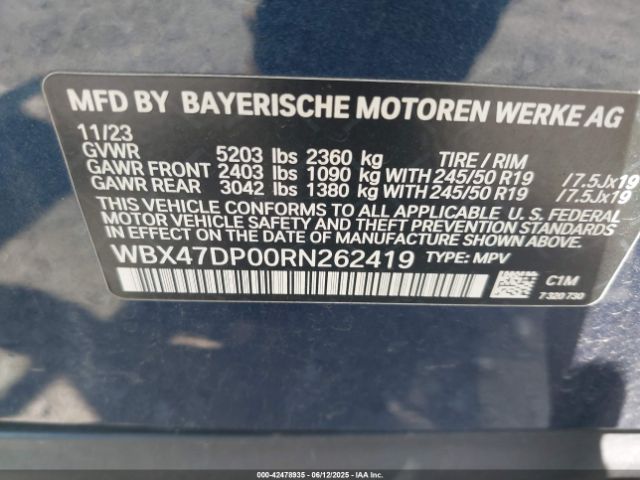 MFD BY BAYERISCHE MOTOREN WERKE AG
11/23
GVWR 5203 lbs 2360 kg TIRE / RIM
GAWR FRONT 2403 lbs 1090 kg WITH 245/50 R19 /7.5Jx19
GAWR REAR 3042 lbs 1380 kg WITH 245/50 R19 /7.5Jx19
THIS VEHICLE CONFORMS TO ALL APPLICABLE U. S. FEDERAL
MOTOR VEHICLE SAFETY AND THEFT PREVENTION STANDARDS
IN EFFECT ON THE DATE OF MANUFACTURE SHOWN ABOVE.
WBX47DP00RN262419 TYPE: MPV
C1M
7 320 730
000-42478935 - 06/12/2025 - IAA Inc.